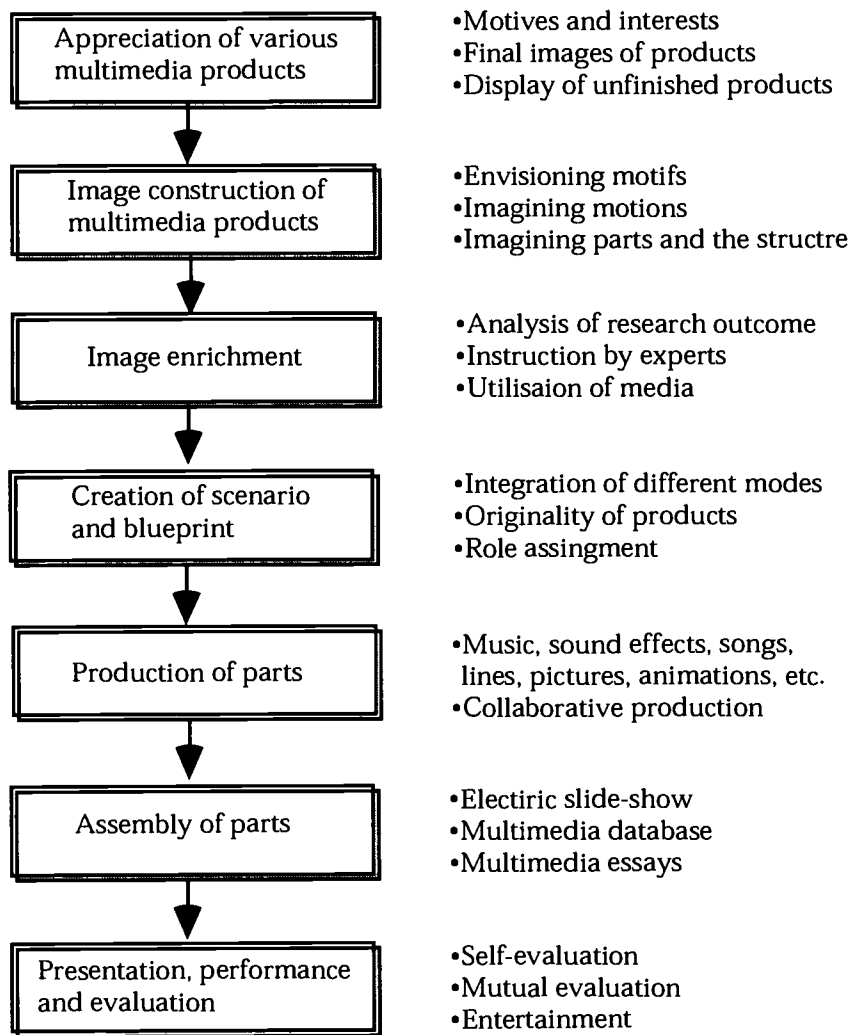 Appreciation of various
multimedia products
•Motives and interests
•Final images of products
•Display of unfinished products
Image construction of
multimedia products
•Envisioning motifs
•Imagining motions
•Imagining parts and the structre
Image enrichment
•Analysis of research outcome
•Instruction by experts
•Utilisaion of media
Creation of scenario
and blueprint
•Integration of different modes
•Originality of products
•Role assingment
Production of parts
•Music, sound effects, songs,
lines, pictures, animations, etc.
•Collaborative production
Assembly of parts
•Electiric slide-show
•Multimedia database
•Multimedia essays
Presentation, performance
and evaluation
•Self-evaluation
•Mutual evaluation
•Entertainment